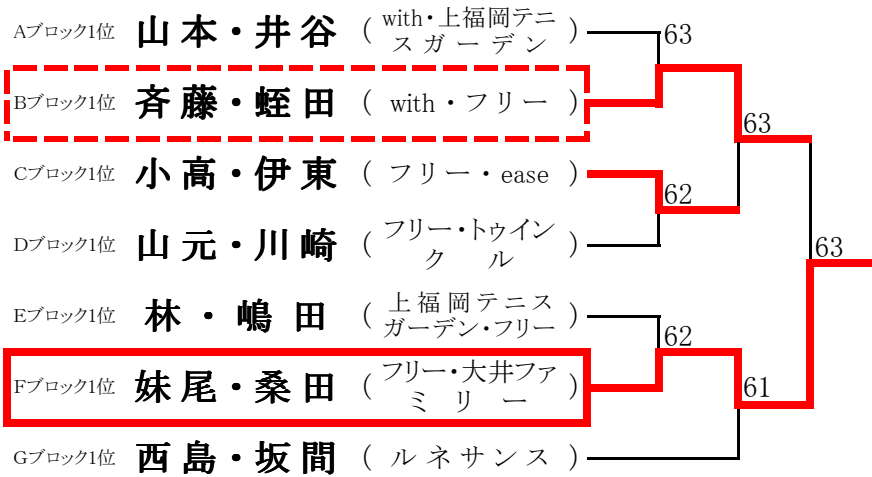 Aブロック1位 山本・井谷 ( with・上福岡テニ
スガーデン )
63
Bブロック1位 斉藤・蛭田 ( with・フリー )
63
Cブロック1位 小高・伊東 ( フリー・ease )
62
Dブロック1位 山元・川崎 ( フリー・トゥイン
クル )
63
Eブロック1位 林・嶋田 ( 上福岡テニス
ガーデン・フリー )
62
Fブロック1位 妹尾・桑田 ( フリー・大井ファ
ミリー )
61
Gブロック1位 西島・坂間 ( ルネサンス )